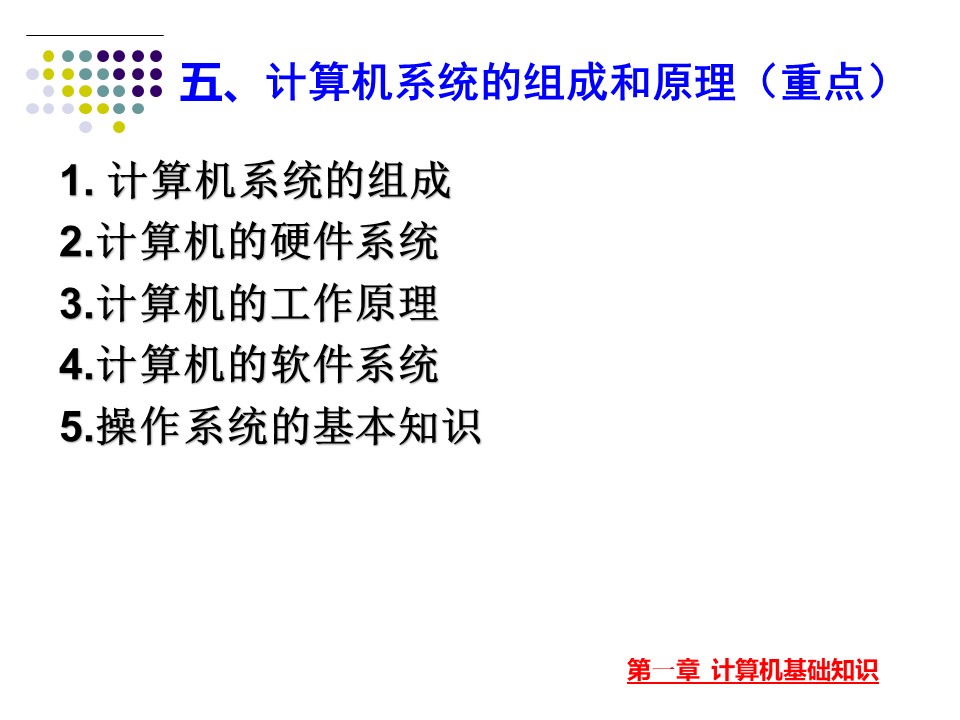 五、计算机系统的组成和原理（重点）
1. 计算机系统的组成
2.计算机的硬件系统
3.计算机的工作原理
4.计算机的软件系统
5.操作系统的基本知识
第一章 计算机基础知识